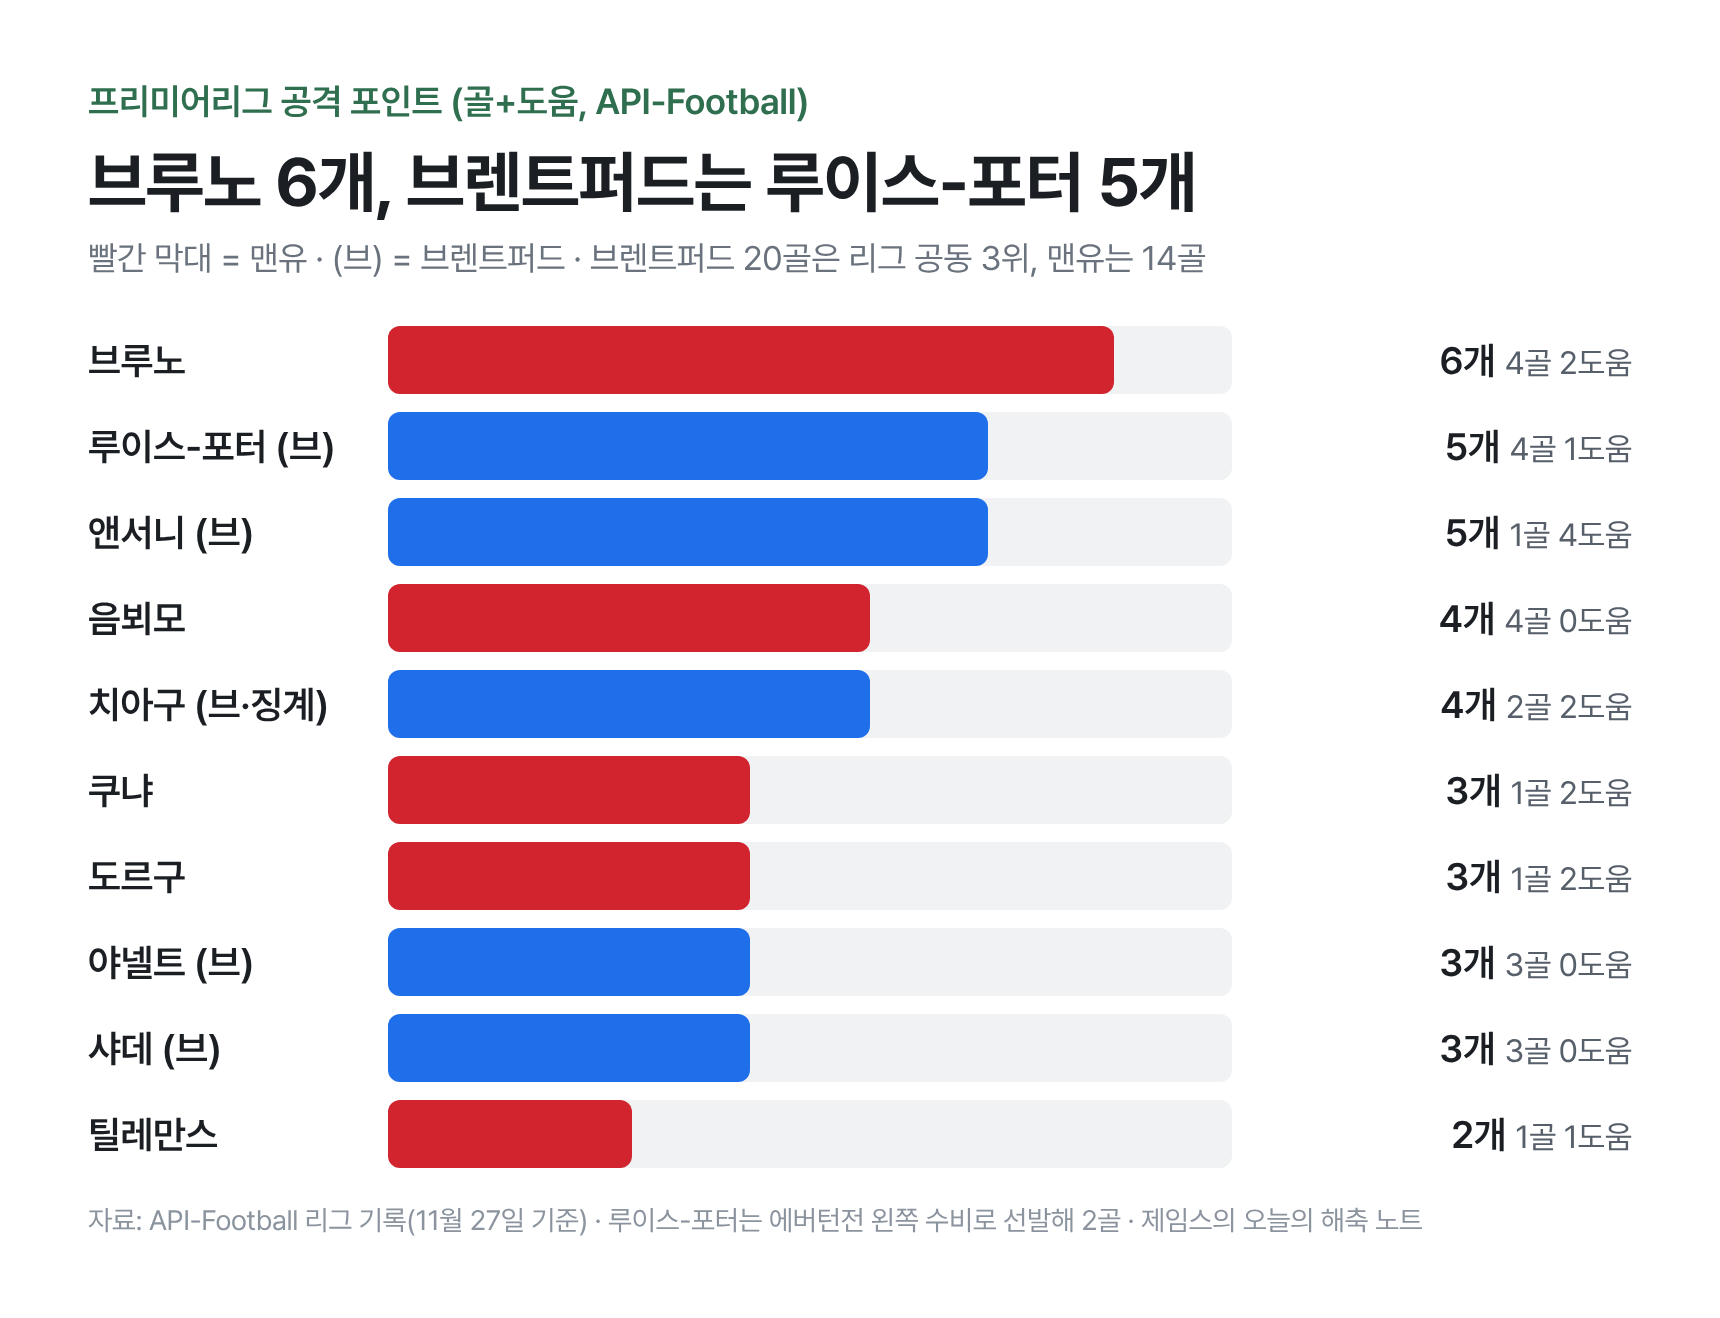 프리미어리그 공격 포인트 (골+도움, API-Football)
브루노 6개, 브렌트퍼드는 루이스-포터 5개
빨간 막대 = 맨유 · (브) = 브렌트퍼드 · 브렌트퍼드 20골은 리그 공동 3위, 맨유는 14골
브루노 6개 4골 2도움
루이스-포터 (브) 5개 4골 1도움
앤서니 (브) 5개 1골 4도움
음뵈모 4개 4골 0도움
치아구 (브·징계) 4개 2골 2도움
쿠냐 3개 1골 2도움
도르구 3개 1골 2도움
야넬트 (브) 3개 3골 0도움
샤데 (브) 3개 3골 0도움
틸레만스 2개 1골 1도움
자료: API-Football 리그 기록(11월 27일 기준) · 루이스-포터는 에버턴전 왼쪽 수비로 선발해 2골 · 제임스의 오늘의 해축 노트